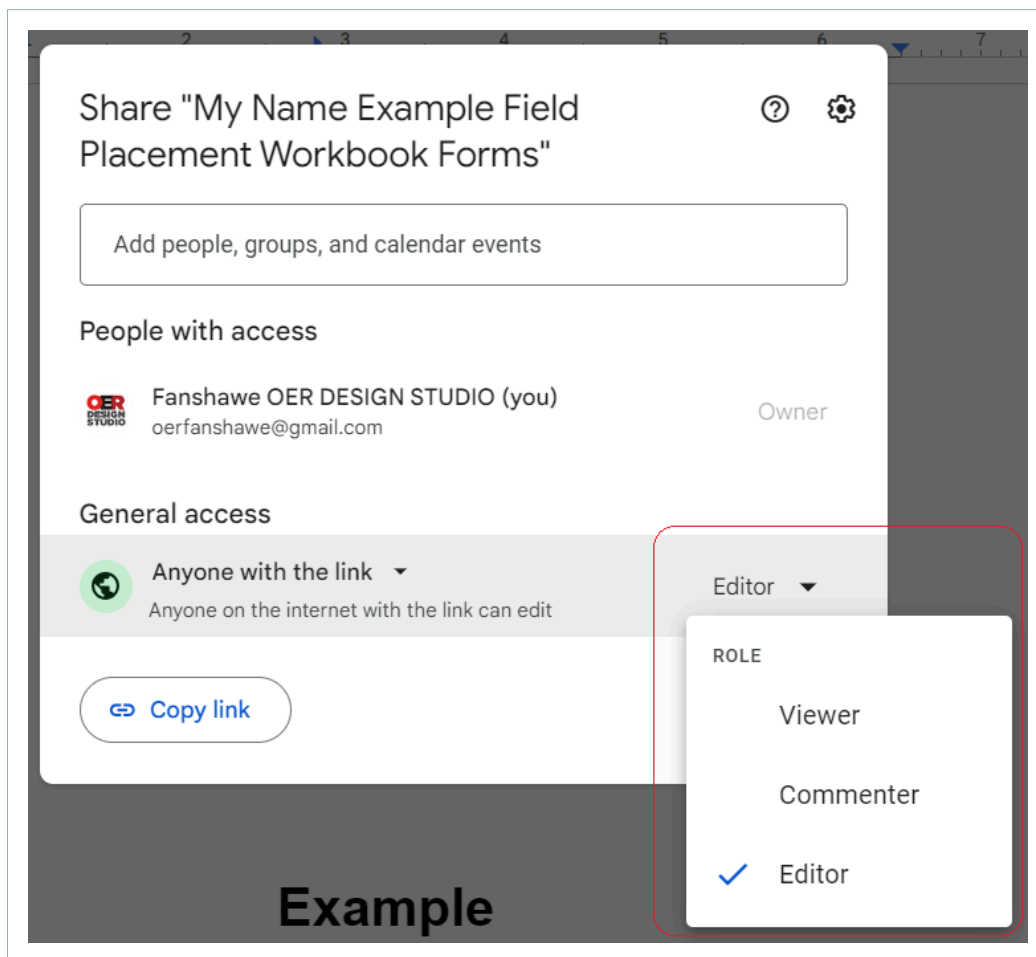 2 3 4 5 6 7
Share "My Name Example Field
Placement Workbook Forms"
Add people, groups, and calendar events
People with access
OER
DESIGN
STUDIO
Fanshawe OER DESIGN STUDIO (you)
oerfanshawe@gmail.com
Owner
General access
Anyone with the link
Anyone on the internet with the link can edit
Editor
ROLE
Viewer
Commenter
Editor
Copy link
Example